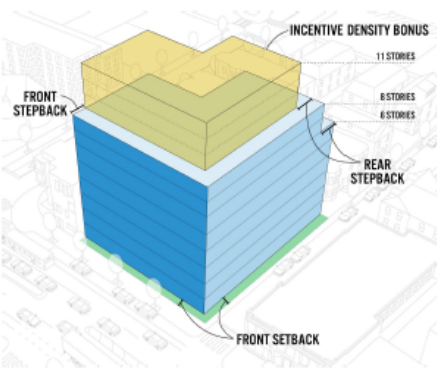 INCENTIVE DENSITY BONUS
11 STORIES
8 STORIES
6 STORIES
FRONT
STEPBACK
REAR
STEPBACK
FRONT SETBACK